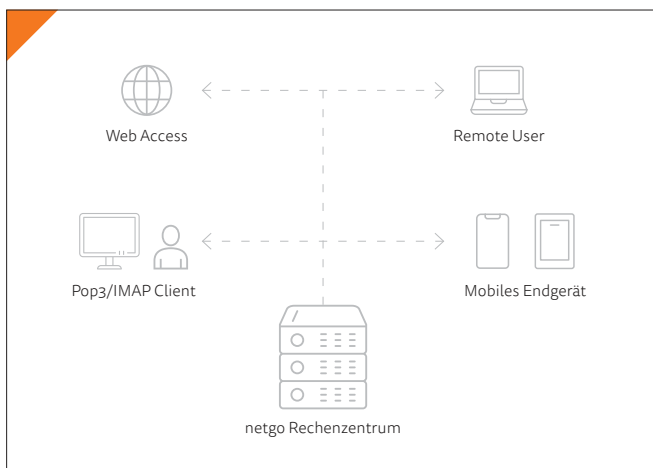 Web Access
Remote User
Pop3/IMAP Client
Mobiles Endgerät
netgo Rechenzentrum